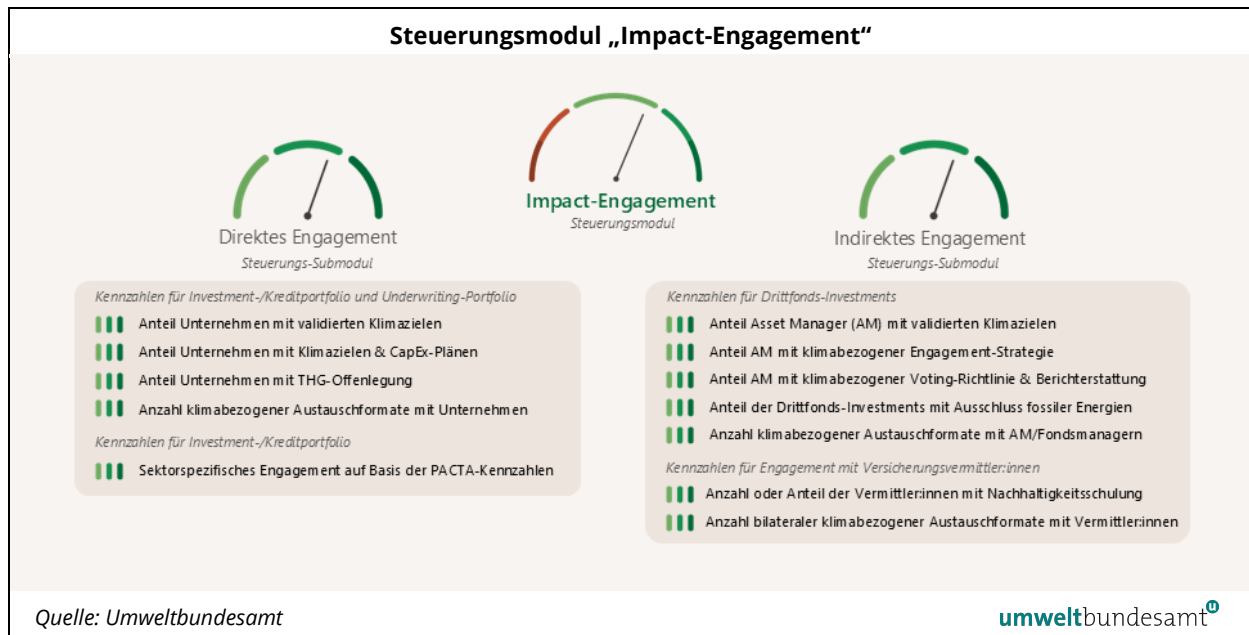 Steuerungsmodul „Impact-Engagement“
Impact-Engagement
Steuerungsmodul
Direktes Engagement
Steuerungs-Submodul
Kennzahlen für Investment-/Kreditportfolio und Underwriting-Portfolio
Anteil Unternehmen mit validierten Klimazielen
Anteil Unternehmen mit Klimazielen & CapEx-Plänen
Anteil Unternehmen mit THG-Offenlegung
Anzahl klimabezogener Austauschformate mit Unternehmen
Kennzahlen für Investment-/Kreditportfolio
Sektorspezifisches Engagement auf Basis der PACTA-Kennzahlen
Indirektes Engagement
Steuerungs-Submodul
Kennzahlen für Drittfonds-Investments
Anteil Asset Manager (AM) mit validierten Klimazielen
Anteil AM mit klimabezogener Engagement-Strategie
Anteil AM mit klimabezogener Voting-Richtlinie & Berichterstattung
Anteil der Drittfonds-Investments mit Ausschluss fossiler Energien
Anzahl klimabezogener Austauschformate mit AM/Fondsmanagern
Kennzahlen für Engagement mit Versicherungsvermittler:innen
Anzahl oder Anteil der Vermittler:innen mit Nachhaltigkeitsschulung
Anzahl bilateraler klimabezogener Austauschformate mit Vermittler:innen
Quelle: Umweltbundesamt
umweltbundesamt u